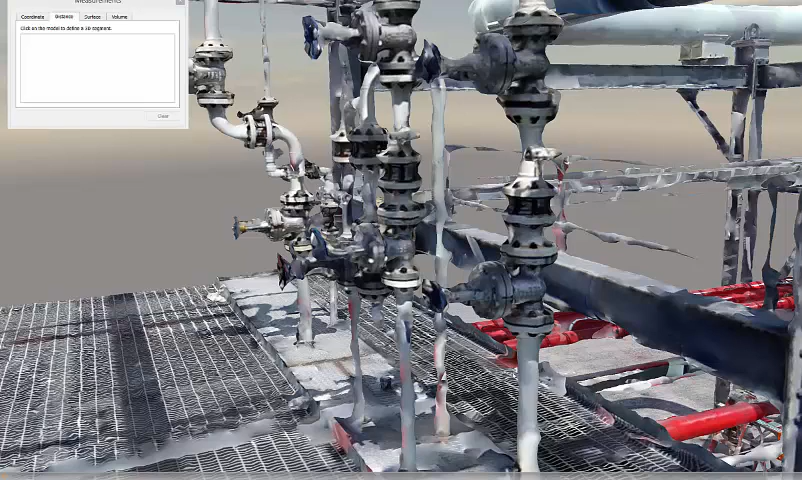 Measurements
Coordinate Distance Surface Volume
Click on the model to define a 3D segment.
Clear